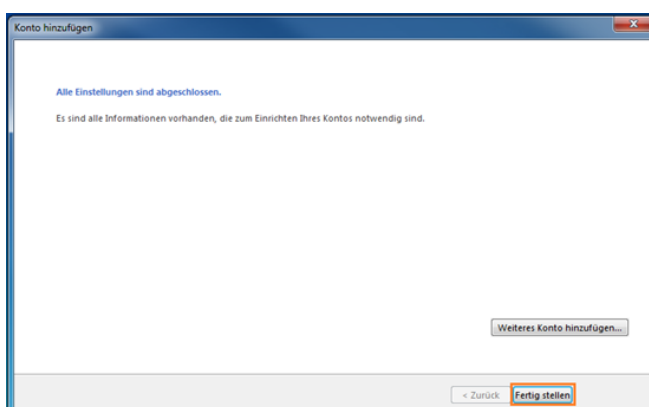 Konto hinzufügen
Alle Einstellungen sind abgeschlossen.
Es sind alle Informationen vorhanden, die zum Einrichten Ihres Kontos notwendig sind.
Weiteres Konto hinzufügen...
< Zurück Fertig stellen